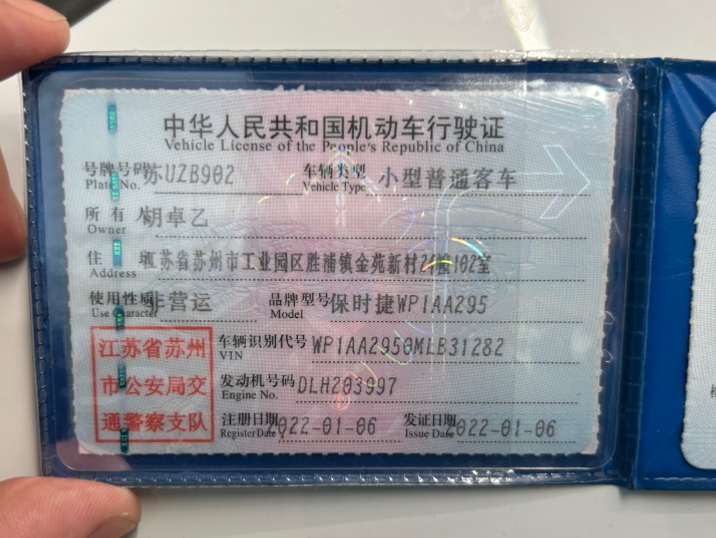 中华人民共和国机动车行驶证
Vehicle License of the People's Republic of China
号牌号码 苏UZB902 车辆类型 小型普通客车
Plate No. Vehicle Type
所有人 胡卓乙
Owner
住 址 江苏省苏州市工业园区胜浦镇金苑新村24幢102室
Address
使用性质 非营运 品牌型号 保时捷WP1AA295
Use Character Model
江苏省苏州
市公安局交
通警察支队
车辆识别代号 WP1AA2950MLB31282
VIN
发动机号码 DLH203997
Engine No.
注册日期 2022-01-06 发证日期 2022-01-06
Register Date Issue Date